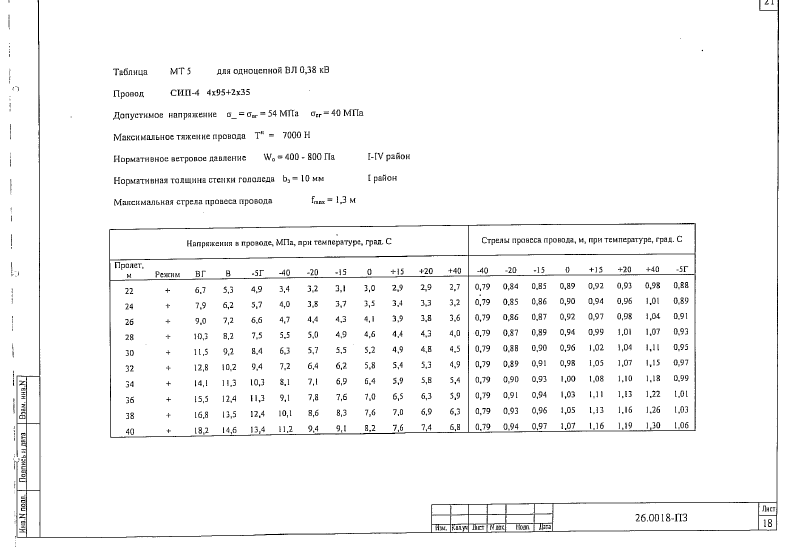 21
Таблица МТ 5 для одноцепной ВЛ 0,38 кВ
Провод СИП-4 4х95+2х35
Допустимое напряжение σ_ = σвг = 54 МПа σэг = 40 МПа
Максимальное тяжение провода Тп = 7000 Н
Нормативное ветровое давление W₀ = 400 - 800 Па I-IV район
Нормативная толщина стенки гололеда bэ = 10 мм I район
Максимальная стрела провеса провода fmax = 1,3 м
Напряжения в проводе, МПа, при температуре, град. С Стрелы провеса провода, м, при температуре, град. С
Пролет, м Режим ВГ В -5Г -40 -20 -15 0 +15 +20 +40 -40 -20 -15 0 +15 +20 +40 -5Г
22 + 6,7 5,3 4,9 3,4 3,2 3,1 3,0 2,9 2,9 2,7 0,79 0,84 0,85 0,89 0,92 0,93 0,98 0,88
24 + 7,9 6,2 5,7 4,0 3,8 3,7 3,5 3,4 3,3 3,2 0,79 0,85 0,86 0,90 0,94 0,96 1,01 0,89
26 + 9,0 7,2 6,6 4,7 4,4 4,3 4,1 3,9 3,8 3,6 0,79 0,86 0,87 0,92 0,97 0,98 1,04 0,91
28 + 10,3 8,2 7,5 5,5 5,0 4,9 4,6 4,4 4,3 4,0 0,79 0,87 0,89 0,94 0,99 1,01 1,07 0,93
30 + 11,5 9,2 8,4 6,3 5,7 5,5 5,2 4,9 4,8 4,5 0,79 0,88 0,90 0,96 1,02 1,04 1,11 0,95
32 + 12,8 10,2 9,4 7,2 6,4 6,2 5,8 5,4 5,3 4,9 0,79 0,89 0,91 0,98 1,05 1,07 1,15 0,97
34 + 14,1 11,3 10,3 8,1 7,1 6,9 6,4 5,9 5,8 5,4 0,79 0,90 0,93 1,00 1,08 1,10 1,18 0,99
36 + 15,5 12,4 11,3 9,1 7,8 7,6 7,0 6,5 6,3 5,9 0,79 0,91 0,94 1,03 1,11 1,13 1,22 1,01
38 + 16,8 13,5 12,4 10,1 8,6 8,3 7,6 7,0 6,9 6,3 0,79 0,93 0,96 1,05 1,13 1,16 1,26 1,03
40 + 18,2 14,6 13,4 11,2 9,4 9,1 8,2 7,6 7,4 6,8 0,79 0,94 0,97 1,07 1,16 1,19 1,30 1,06
Взам. инв.N
Подпись и дата
Инв.N подл.
Изм. Кол.уч Лист N док. Подп. Дата
26.0018-ПЗ
Лист
18